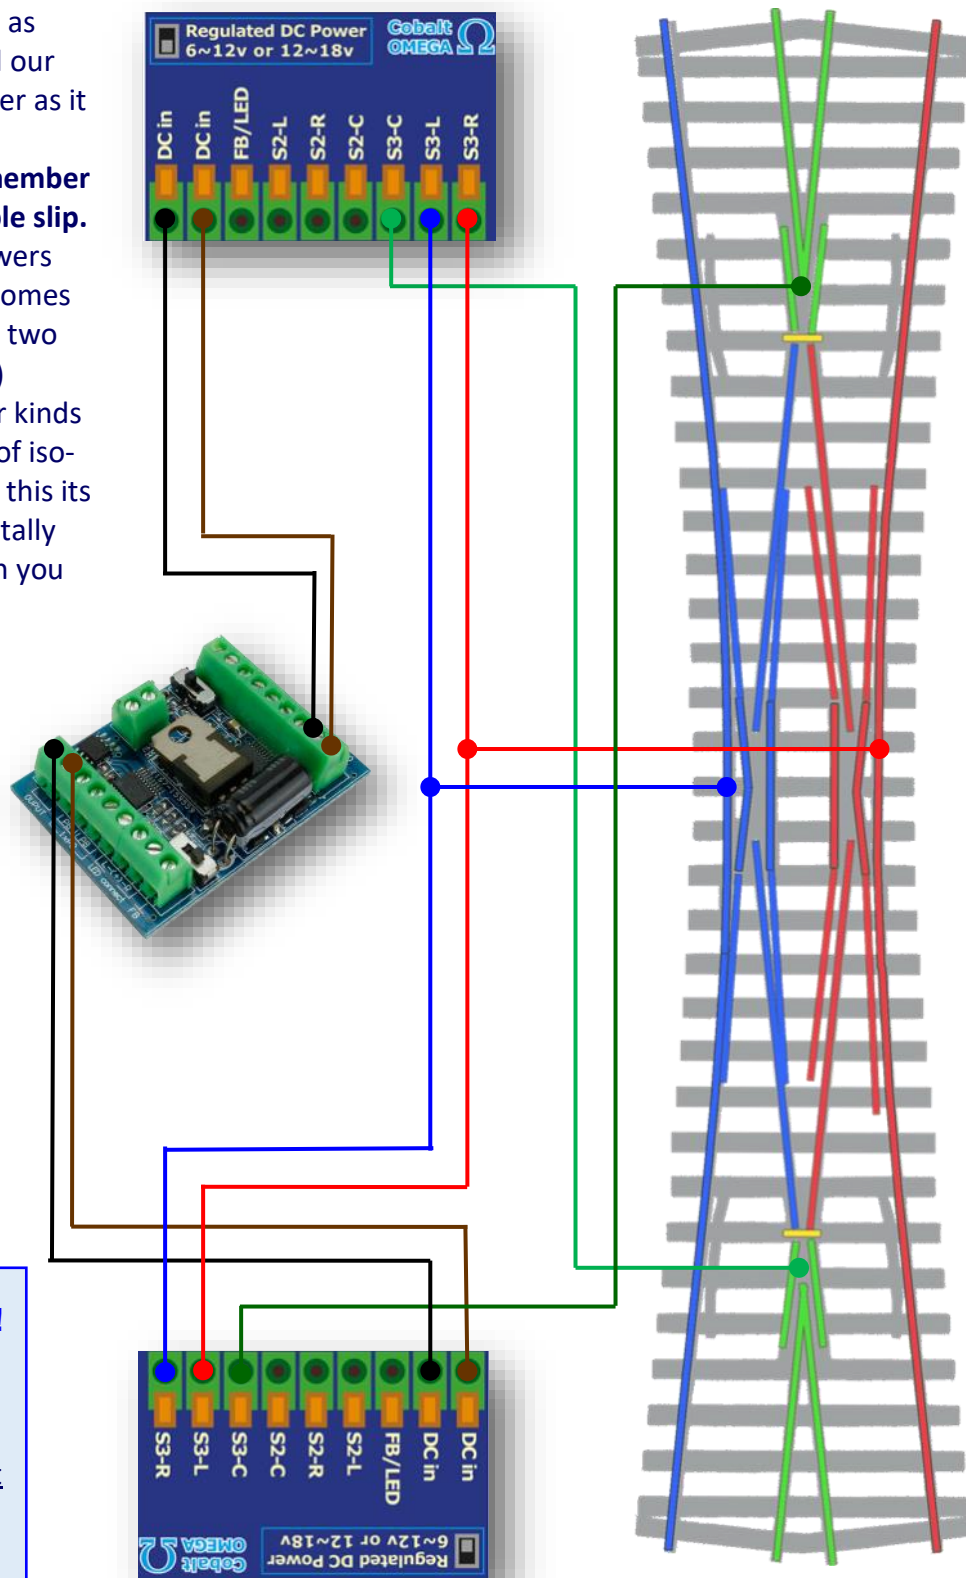 as
our
er as it
member
ple slip.
wers
omes
two
)
r kinds
of iso-
this its
tally
n you
Regulated DC Power
6~12v or 12~18v
Cobalt
OMEGA
DC in
DC in
FB/LED
S2-L
S2-R
S2-C
S3-C
S3-L
S3-R
S3-R
S3-L
S3-C
S2-C
S2-R
S2-L
FB/LED
DC in
DC in
Cobalt
OMEGA
Regulated DC Power
6~12v or 12~18v